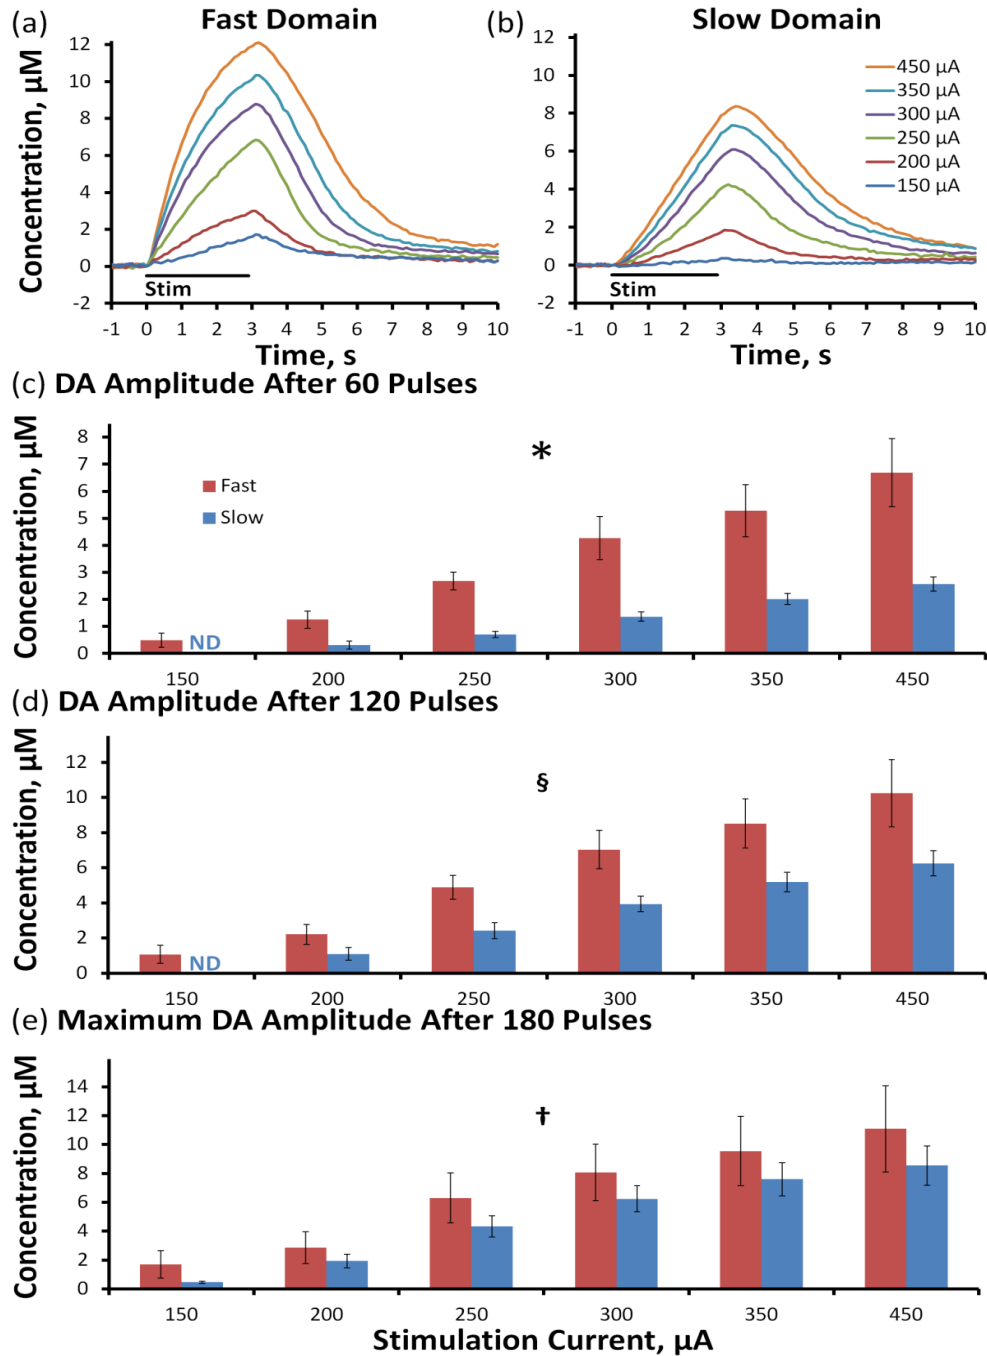 (a) Fast Domain
(b) Slow Domain
Concentration, µM
12
10
8
6
4
2
0
-2
Stim
-1 0 1 2 3 4 5 6 7 8 9 10
Time, s
12
10
8
6
4
2
0
-2
450 µA
350 µA
300 µA
250 µA
200 µA
150 µA
Stim
-1 0 1 2 3 4 5 6 7 8 9 10
Time, s
(c) DA Amplitude After 60 Pulses
Concentration, µM
8
7
6
5
4
3
2
1
0
*
Fast
Slow
ND
150 200 250 300 350 450
(d) DA Amplitude After 120 Pulses
Concentration, µM
12
10
8
6
4
2
0
§
ND
150 200 250 300 350 450
(e) Maximum DA Amplitude After 180 Pulses
Concentration, µM
14
12
10
8
6
4
2
0
†
150 200 250 300 350 450
Stimulation Current, µA